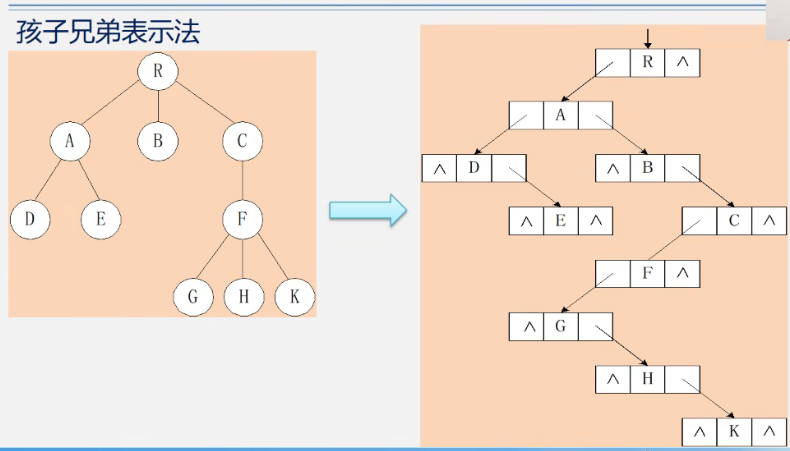 孩子兄弟表示法
R
A B C
D E F
G H K
R ∧
A
∧ D ∧ B
∧ E ∧ C ∧
F ∧
∧ G
∧ H
∧ K ∧